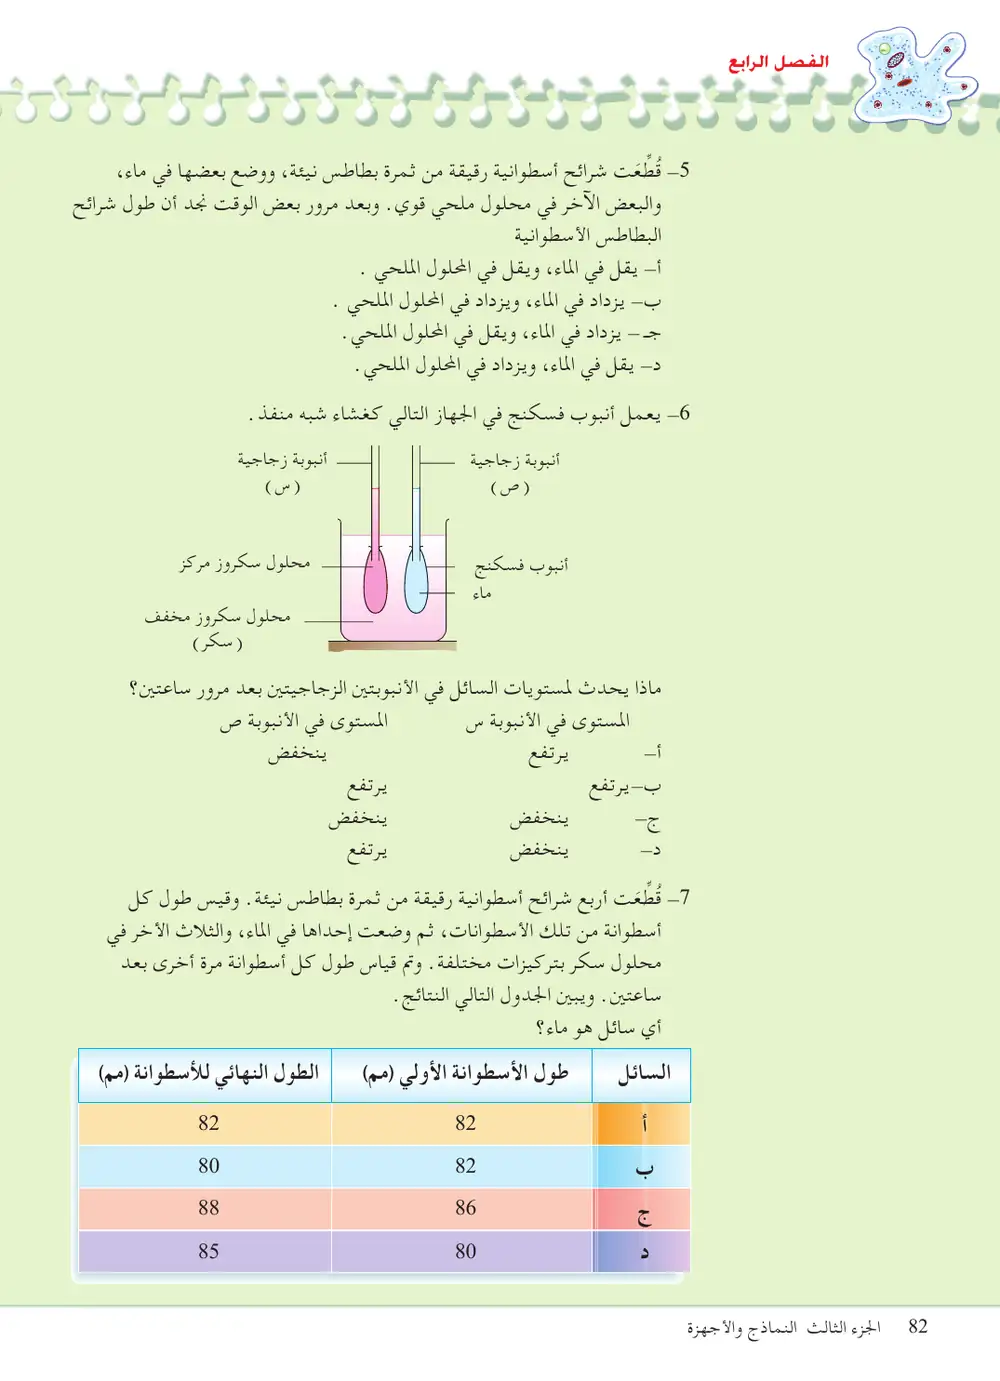 الفصل الرابع
5– قُطِّعَت شرائح أسطوانية رقيقة من ثمرة بطاطس نيئة، ووضع بعضها في ماء،
والبعض الآخر في محلول ملحي قوي. وبعد مرور بعض الوقت نجد أن طول شرائح
البطاطس الأسطوانية
أ– يقل في الماء، ويقل في المحلول الملحي .
ب– يزداد في الماء، ويزداد في المحلول الملحي .
جـ – يزداد في الماء، ويقل في المحلول الملحي.
د– يقل في الماء، ويزداد في المحلول الملحي.
6– يعمل أنبوب فسكنج في الجهاز التالي كغشاء شبه منفذ.
أنبوبة زجاجية أنبوبة زجاجية
(ص) (س)
محلول سكروز مركز
أنبوب فسكنج
ماء
محلول سكروز مخفف
(سكر)
ماذا يحدث لمستويات السائل في الأنبوبتين الزجاجيتين بعد مرور ساعتين؟
المستوى في الأنبوبة س المستوى في الأنبوبة ص
أ– يرتفع ينخفض
ب– يرتفع يرتفع
ج– ينخفض ينخفض
د– ينخفض يرتفع
7– قُطِّعَت أربع شرائح أسطوانية رقيقة من ثمرة بطاطس نيئة. وقيس طول كل
أسطوانة من تلك الأسطوانات، ثم وضعت إحداها في الماء، والثلاث الآخر في
محلول سكر بتركيزات مختلفة. وتم قياس طول كل أسطوانة مرة أخرى بعد
ساعتين. ويبين الجدول التالي النتائج.
أي سائل هو ماء؟
السائل طول الأسطوانة الأولي (مم) الطول النهائي للأسطوانة (مم)
أ 82 82
ب 82 80
ج 86 88
د 80 85
82 الجزء الثالث النماذج والأجهزة